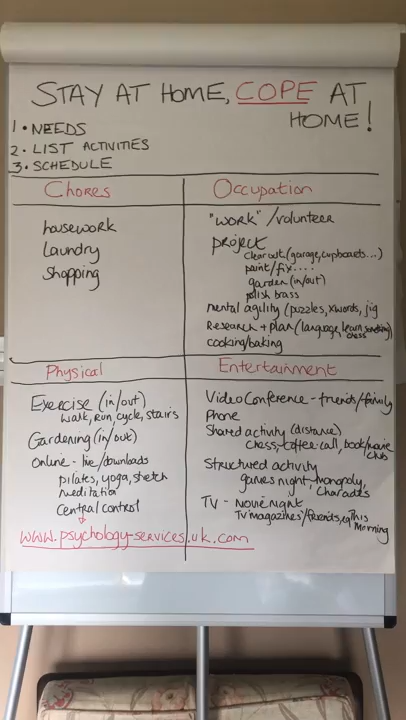 STAY AT HOME, COPE AT
HOME!
1 • NEEDS
2 • LIST ACTIVITIES
3 • SCHEDULE
Chores
housework
Laundry
Shopping
Occupation
"WORK" / volunteer
project
clear out (garage, cupboards...)
paint/fix....
garden (in/out)
polish brass
mental agility (puzzles, xwords, jig
Research + plan (language, learn something)
chess
cooking/baking
Physical
Exercise (in/out)
walk, run, cycle, stairs
Gardening (in/out)
Online - live/downloads
pilates, yoga, stretch
meditation
Central control
Entertainment
Video Conference - friends/family
Phone
Shared activity (distance)
Chess, coffee, call, book/movie
club
Structured activity
games night - monopoly,
Charades
TV - Movie night
TV magazines/friends, eg This
Morning
www.psychology-services.uk.com